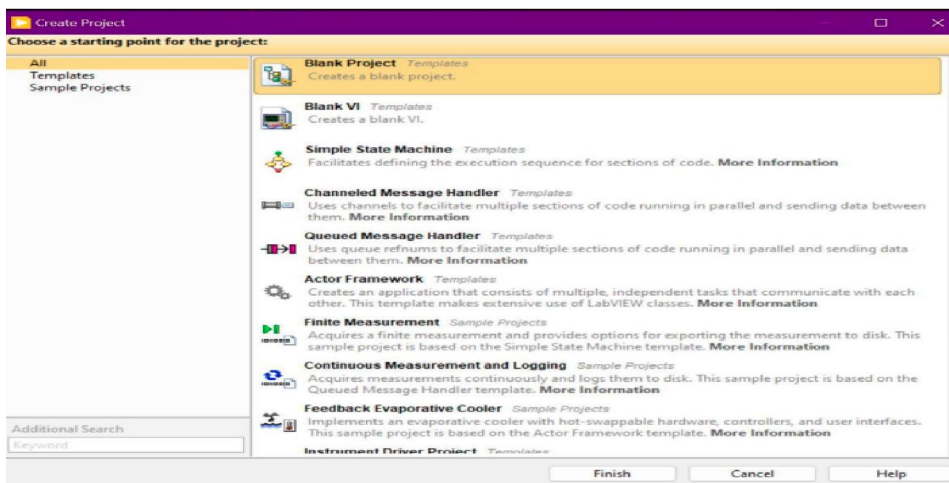 Create Project
Choose a starting point for the project:
All
Templates
Sample Projects
Blank Project Templates
Creates a blank project.
Blank VI Templates
Creates a blank VI.
Simple State Machine Templates
Facilitates defining the execution sequence for sections of code. More Information
Channeled Message Handler Templates
Uses channels to facilitate multiple sections of code running in parallel and sending data between
them. More Information
Queued Message Handler Templates
Uses queue refnums to facilitate multiple sections of code running in parallel and sending data
between them. More Information
Actor Framework Templates
Creates an application that consists of multiple, independent tasks that communicate with each
other. This template makes extensive use of LabVIEW classes. More Information
Finite Measurement Sample Projects
Acquires a finite measurement and provides options for exporting the measurement to disk. This
sample project is based on the Simple State Machine template. More Information
Continuous Measurement and Logging Sample Projects
Acquires measurements continuously and logs them to disk. This sample project is based on the
Queued Message Handler template. More Information
Feedback Evaporative Cooler Sample Projects
Implements an evaporative cooler with hot-swappable hardware, controllers, and user interfaces.
This sample project is based on the Actor Framework template. More Information
Instrument Driver Project Templates
Additional Search
Keyword
Finish
Cancel
Help